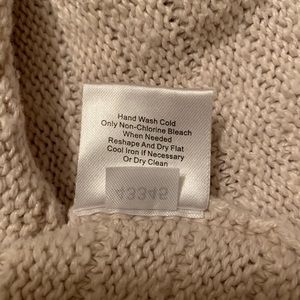 Hand Wash Cold
Only Non-Chlorine Bleach
When Needed
Reshape And Dry Flat
Cool Iron if Necessary
Or Dry Clean
43345